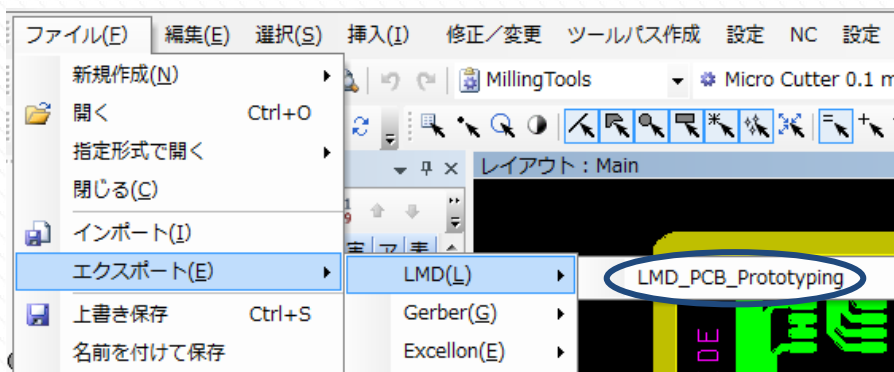 ファイル(F) 編集(E) 選択(S) 挿入(I) 修正／変更 ツールパス作成 設定 NC 設定
新規作成(N)
MillingTools Micro Cutter 0.1 m
開く Ctrl+O
指定形式で開く
レイアウト：Main
閉じる(C)
インポート(I)
エクスポート(E)
LMD(L)
LMD_PCB_Prototyping
上書き保存 Ctrl+S
Gerber(G)
名前を付けて保存
Excellon(E)
DE